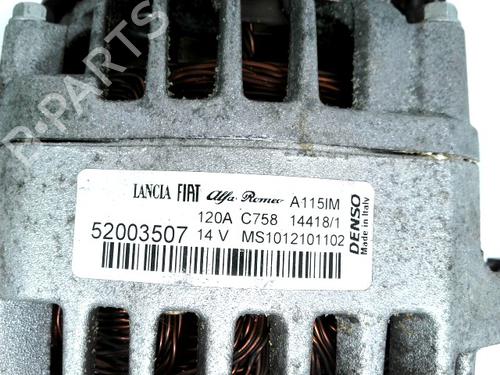 B-PARTS
LANCIA FIAT Alfa Romeo A115IM
120A C758 14418/1
52003507 14 V MS1012101102
DENSO
Made in Italy